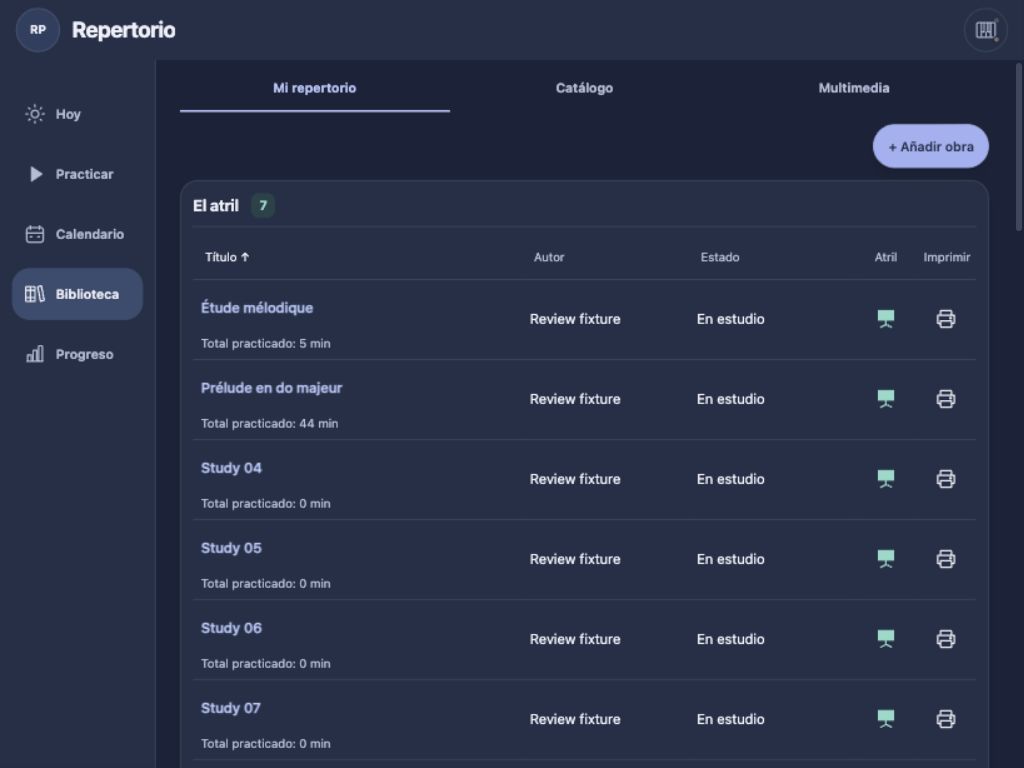 RP Repertorio
Hoy
Practicar
Calendario
Biblioteca
Progreso
Mi repertorio Catálogo Multimedia
+ Añadir obra
El atril 7
Título ↑ Autor Estado Atril Imprimir
Étude mélodique
Review fixture En estudio
Total practicado: 5 min
Prélude en do majeur
Review fixture En estudio
Total practicado: 44 min
Study 04
Review fixture En estudio
Total practicado: 0 min
Study 05
Review fixture En estudio
Total practicado: 0 min
Study 06
Review fixture En estudio
Total practicado: 0 min
Study 07
Review fixture En estudio
Total practicado: 0 min